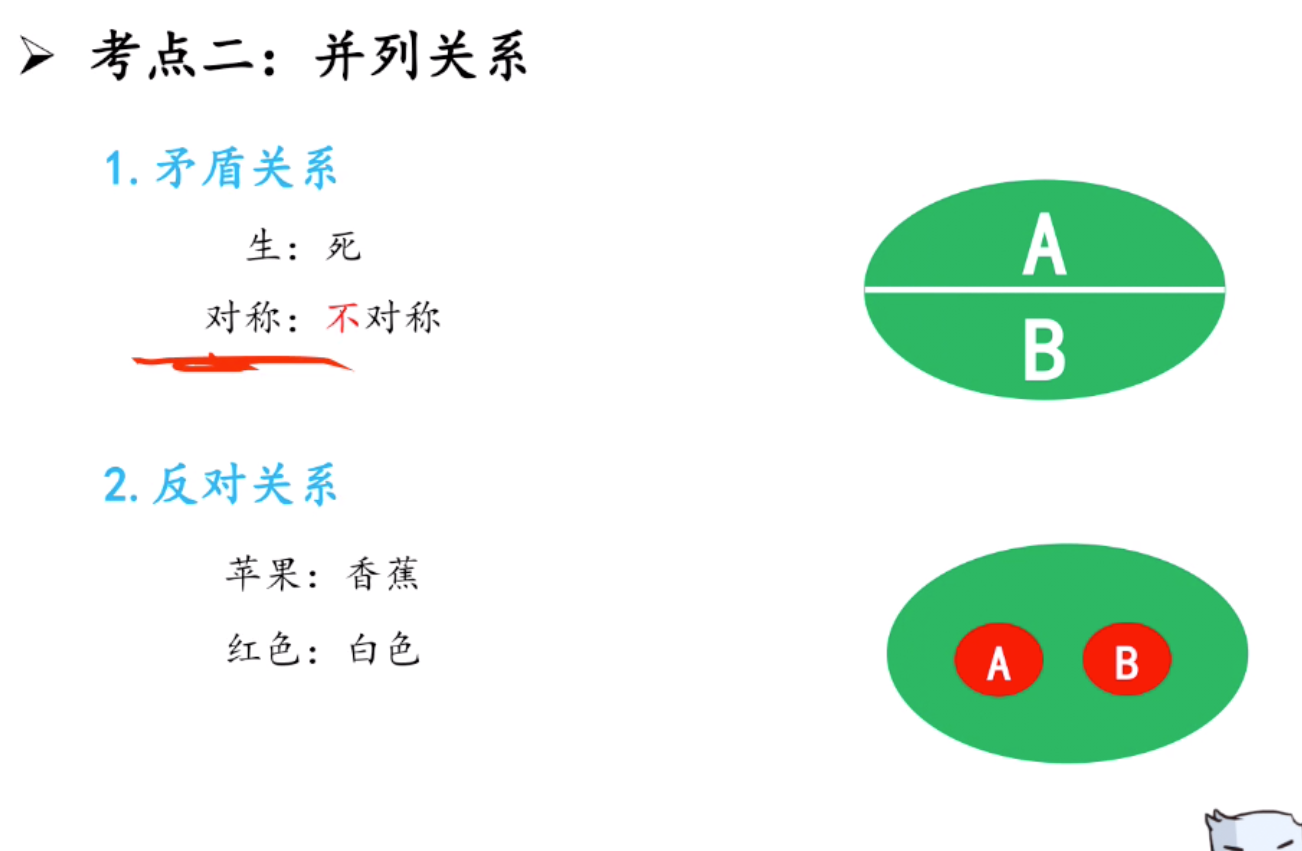 ➢ 考点二：并列关系
1.矛盾关系
生：死
对称：不对称
A
B
2.反对关系
苹果：香蕉
红色：白色
A B